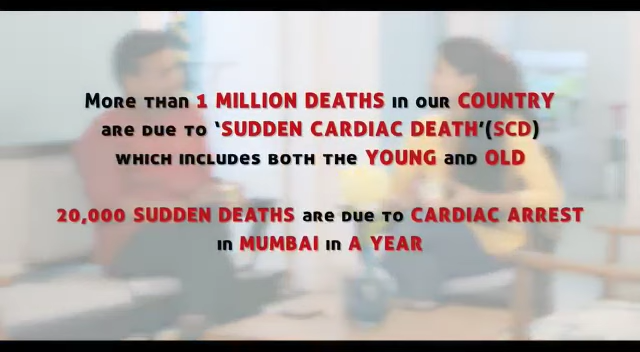 More than 1 MILLION DEATHS in our COUNTRY
are due to 'SUDDEN CARDIAC DEATH'(SCD)
which includes both the YOUNG and OLD
20,000 SUDDEN DEATHS are due to CARDIAC ARREST
in MUMBAI in A YEAR